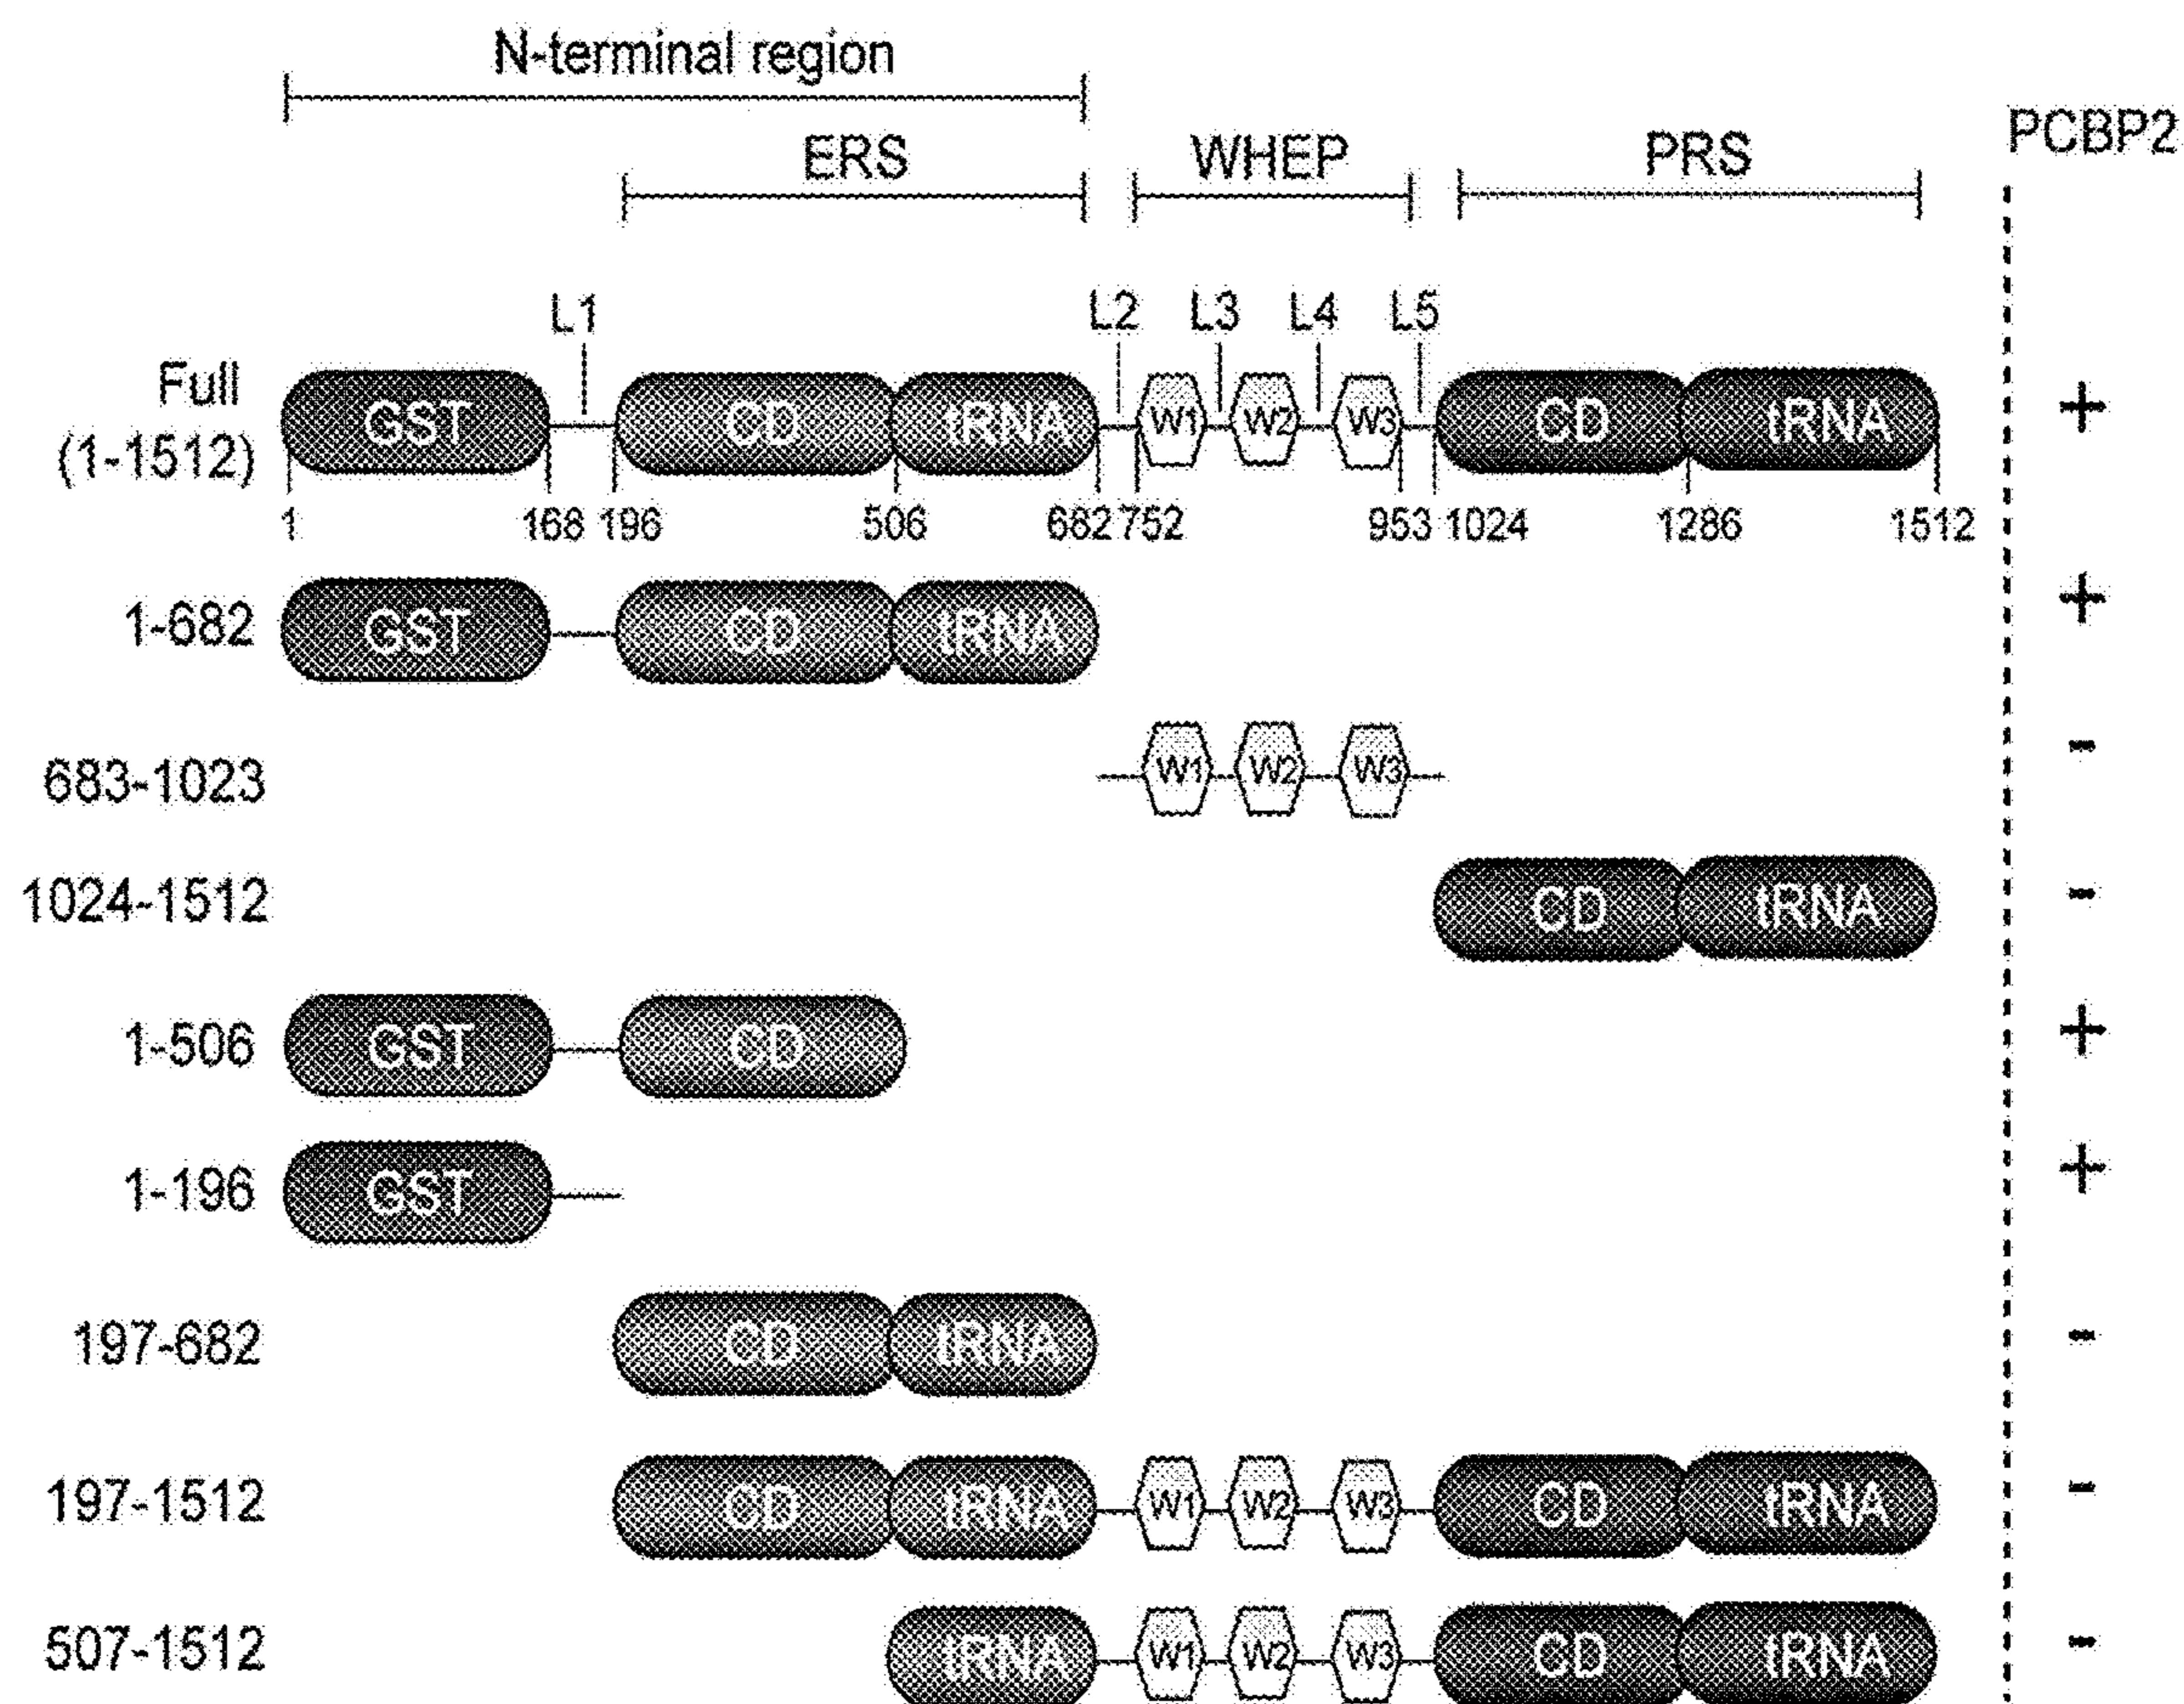 N-terminal region
PCBP2
ERS WHEP PRS
L1 L2 L3 L4 L5
Full
(1-1512)
GST CD tRNA W1 W2 W3 CD tRNA +
1 168 196 506 682 752 953 1024 1286 1512
1-682 GST CD tRNA +
683-1023 W1 W2 W3 -
1024-1512 CD tRNA -
1-506 GST CD +
1-196 GST +
197-682 CD tRNA -
197-1512 CD tRNA W1 W2 W3 CD tRNA -
507-1512 tRNA W1 W2 W3 CD tRNA -